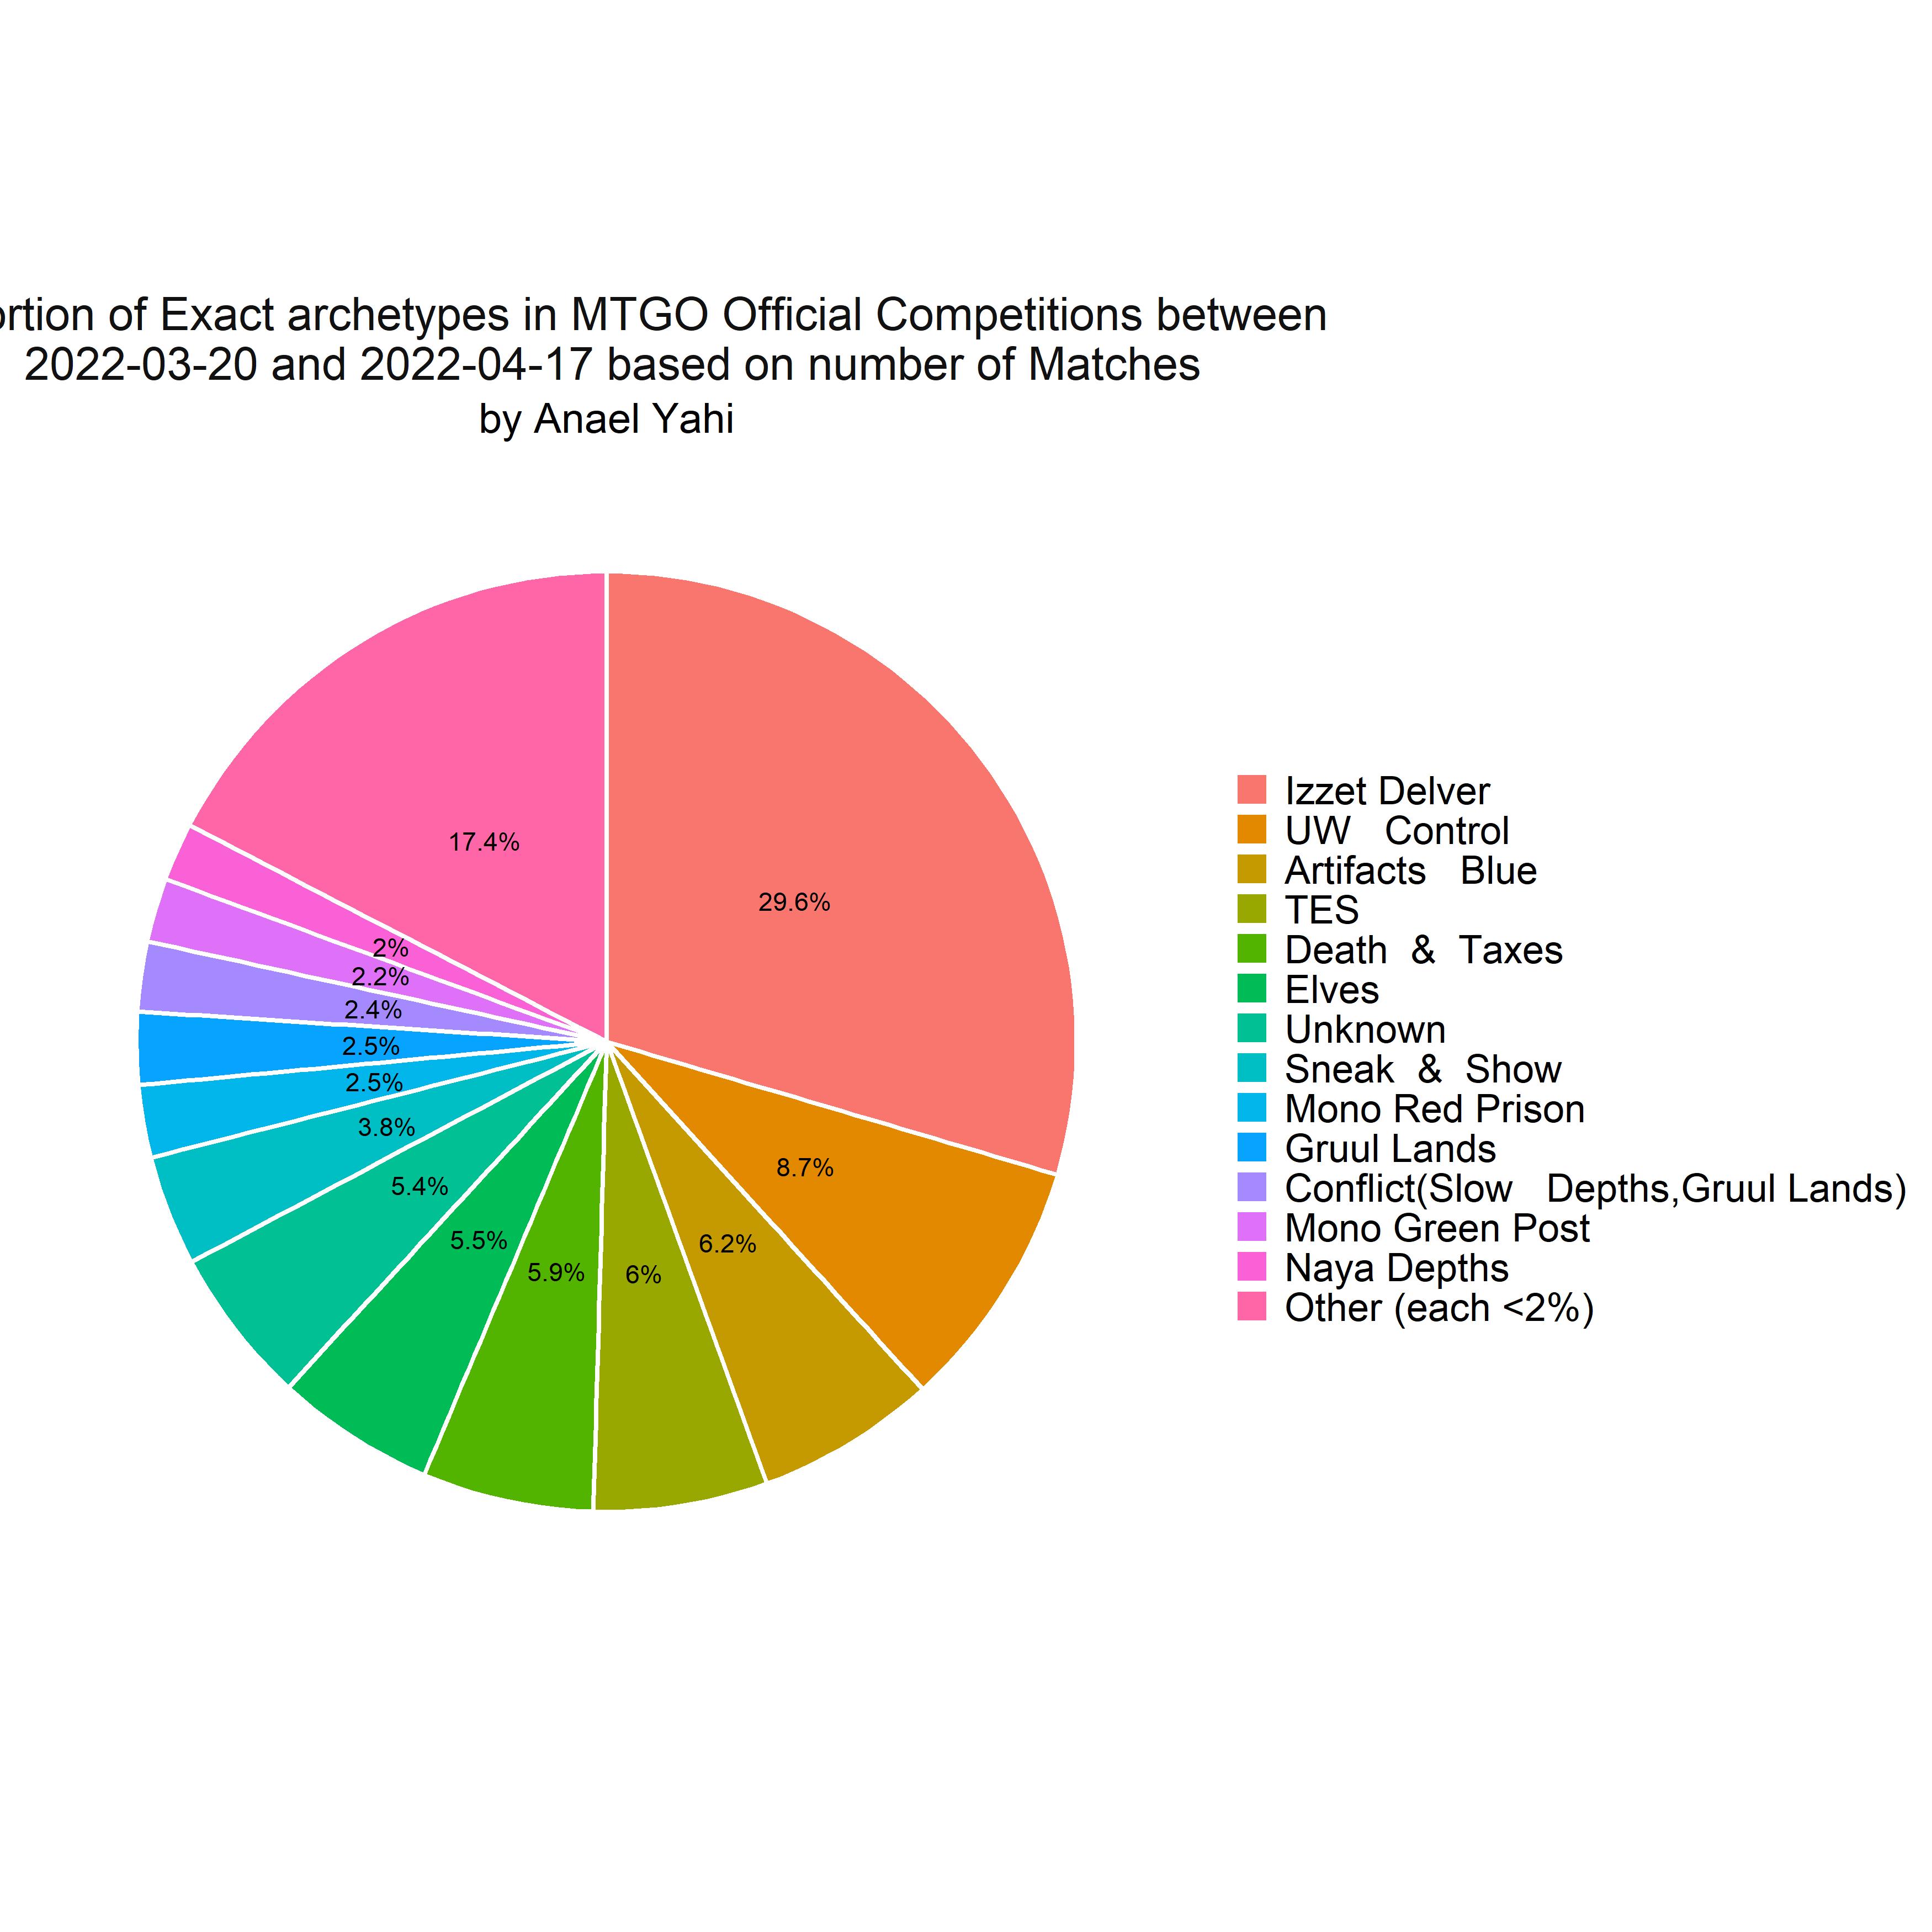 of Exact archetypes in MTGO Official Competitions between
2022-03-20 and 2022-04-17 based on number of Matches
by Anael Yahi
17.4%
29.6%
2%
2.2%
2.4%
2.5%
2.5%
3.8%
5.4%
5.5%
5.9%
6%
6.2%
8.7%
Izzet Delver
UW Control
Artifacts Blue
TES
Death & Taxes
Elves
Unknown
Sneak & Show
Mono Red Prison
Gruul Lands
Conflict(Slow Depths,Gruul Lands)
Mono Green Post
Naya Depths
Other (each <2%)